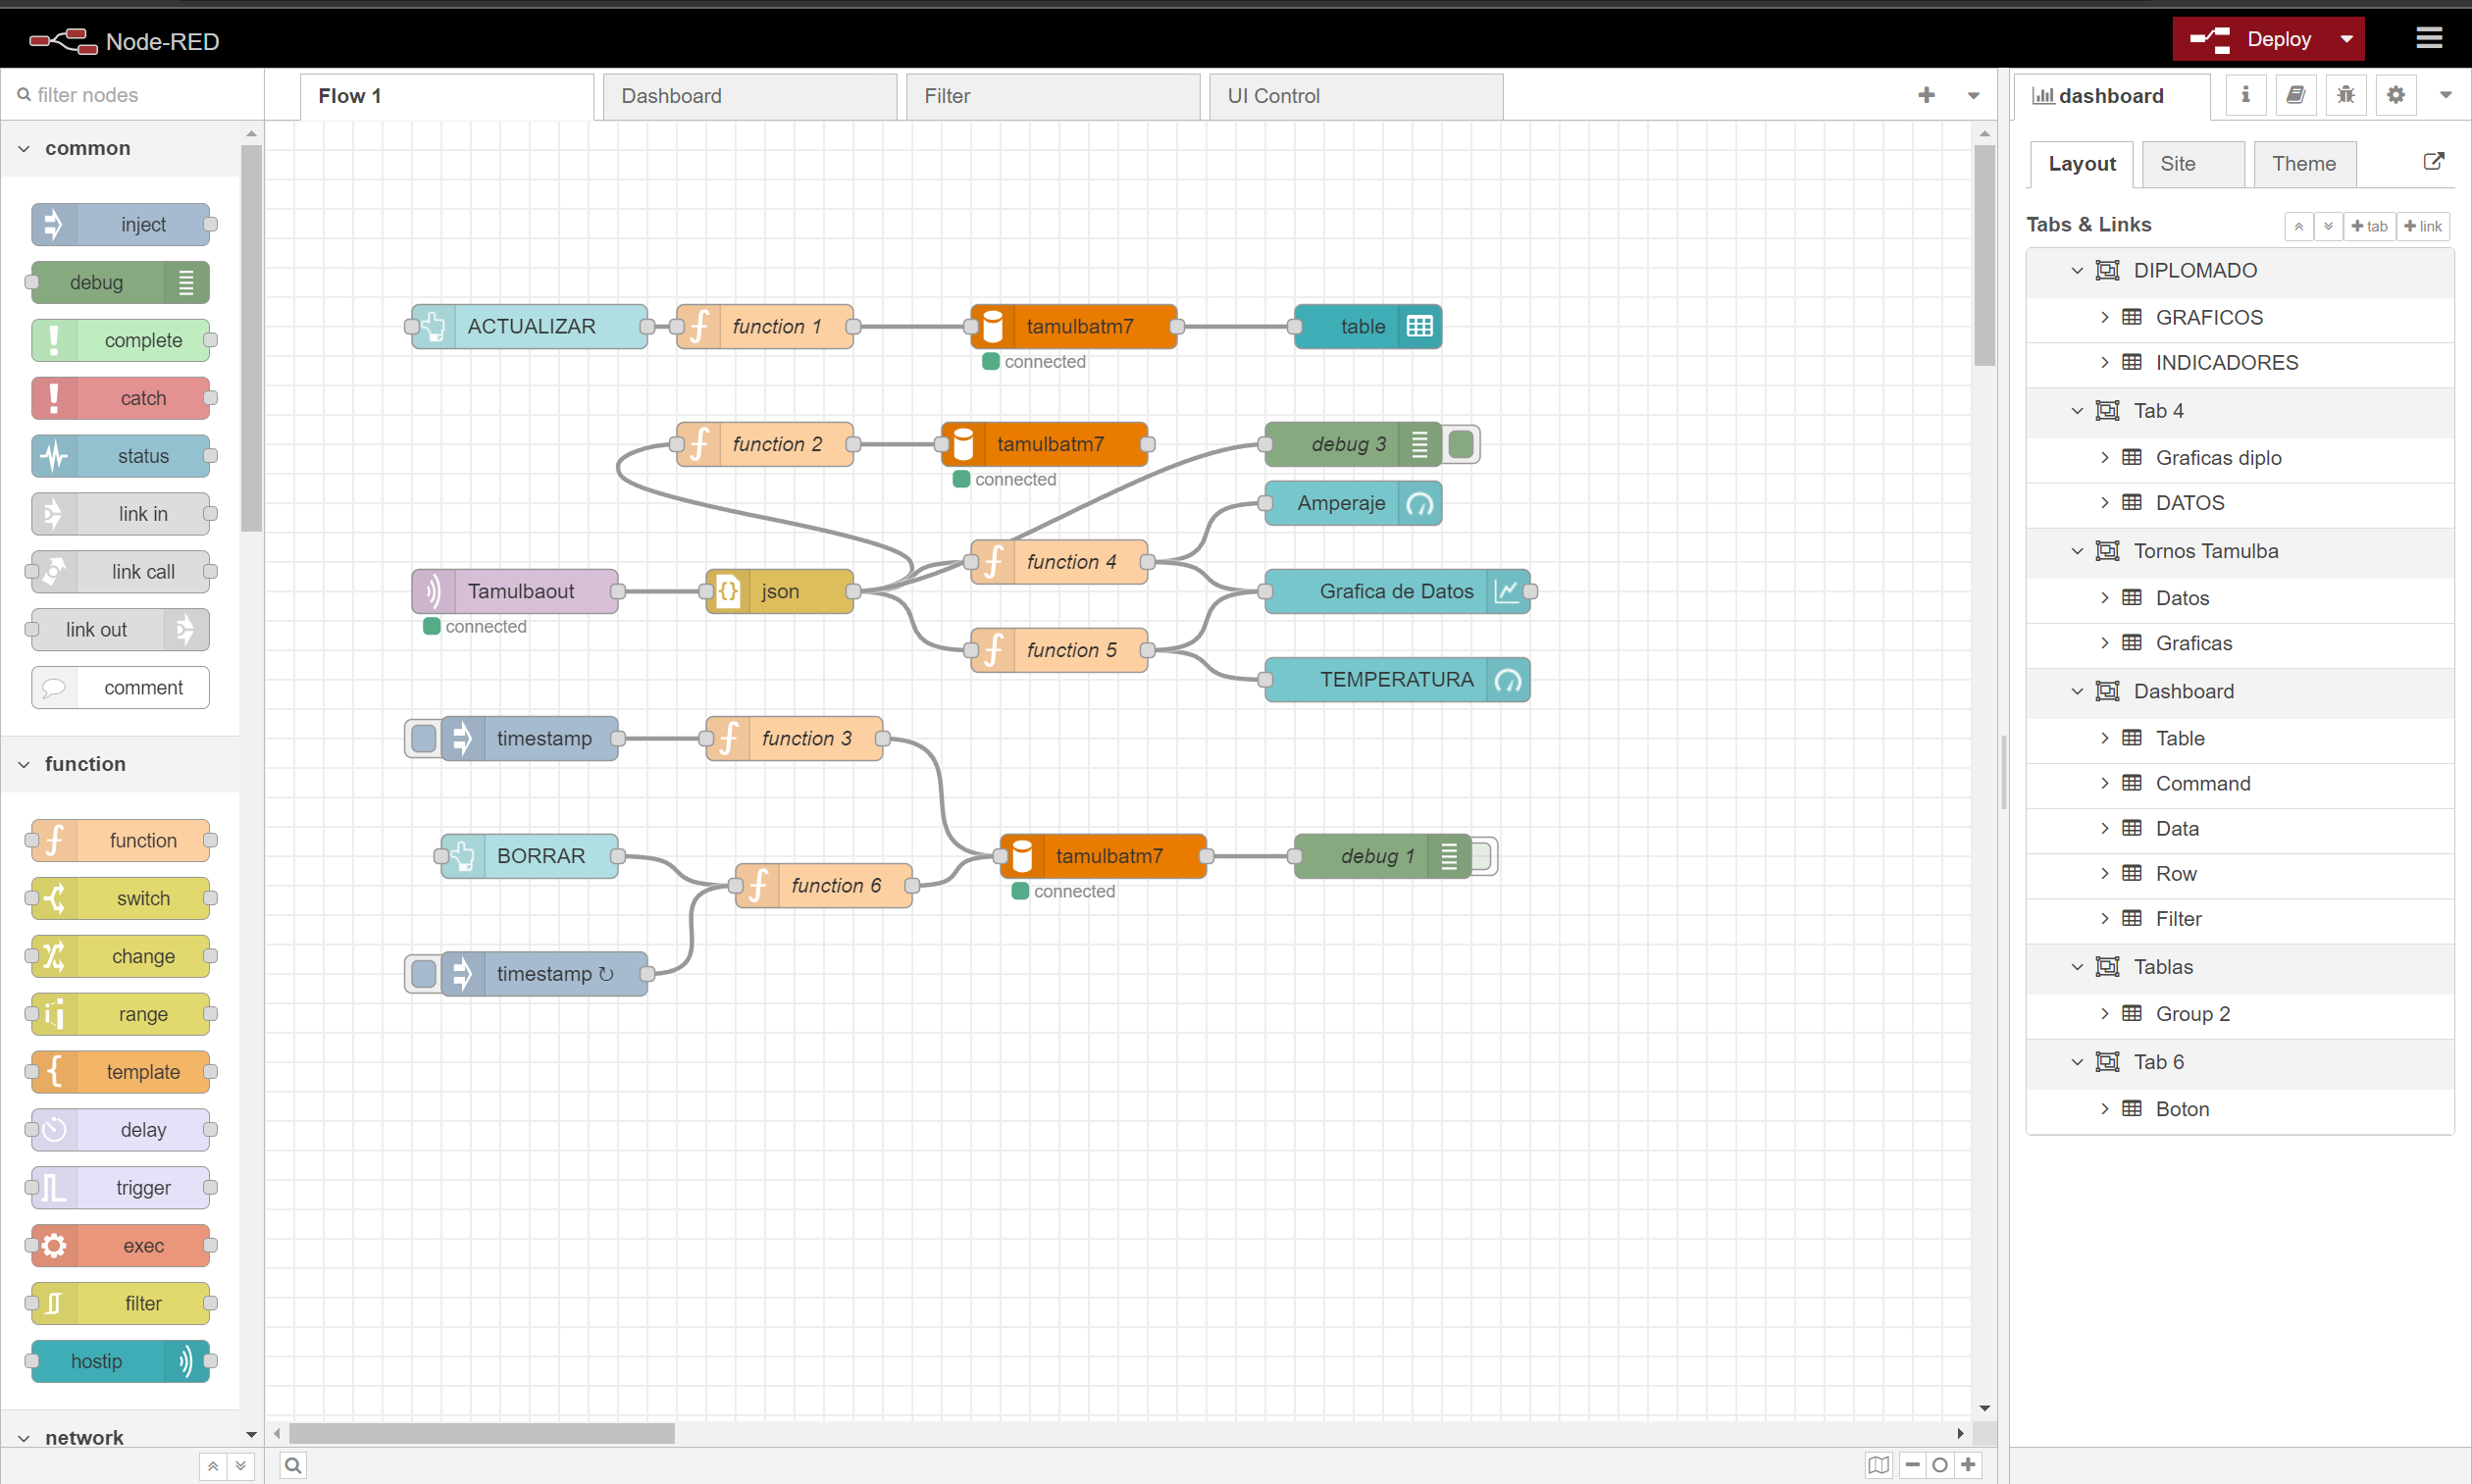 Node-RED
Deploy
filter nodes
Flow 1
Dashboard
Filter
UI Control
dashboard
common
inject
debug
complete
catch
status
link in
link call
link out
comment
function
function
switch
change
range
template
delay
trigger
exec
filter
hostip
network
ACTUALIZAR
function 1
tamulbatm7
table
connected
function 2
tamulbatm7
debug 3
connected
Amperaje
function 4
Tamulbaout
json
Grafica de Datos
connected
function 5
TEMPERATURA
timestamp
function 3
BORRAR
tamulbatm7
debug 1
function 6
connected
timestamp ↻
Layout
Site
Theme
Tabs & Links
tab
link
DIPLOMADO
GRAFICOS
INDICADORES
Tab 4
Graficas diplo
DATOS
Tornos Tamulba
Datos
Graficas
Dashboard
Table
Command
Data
Row
Filter
Tablas
Group 2
Tab 6
Boton